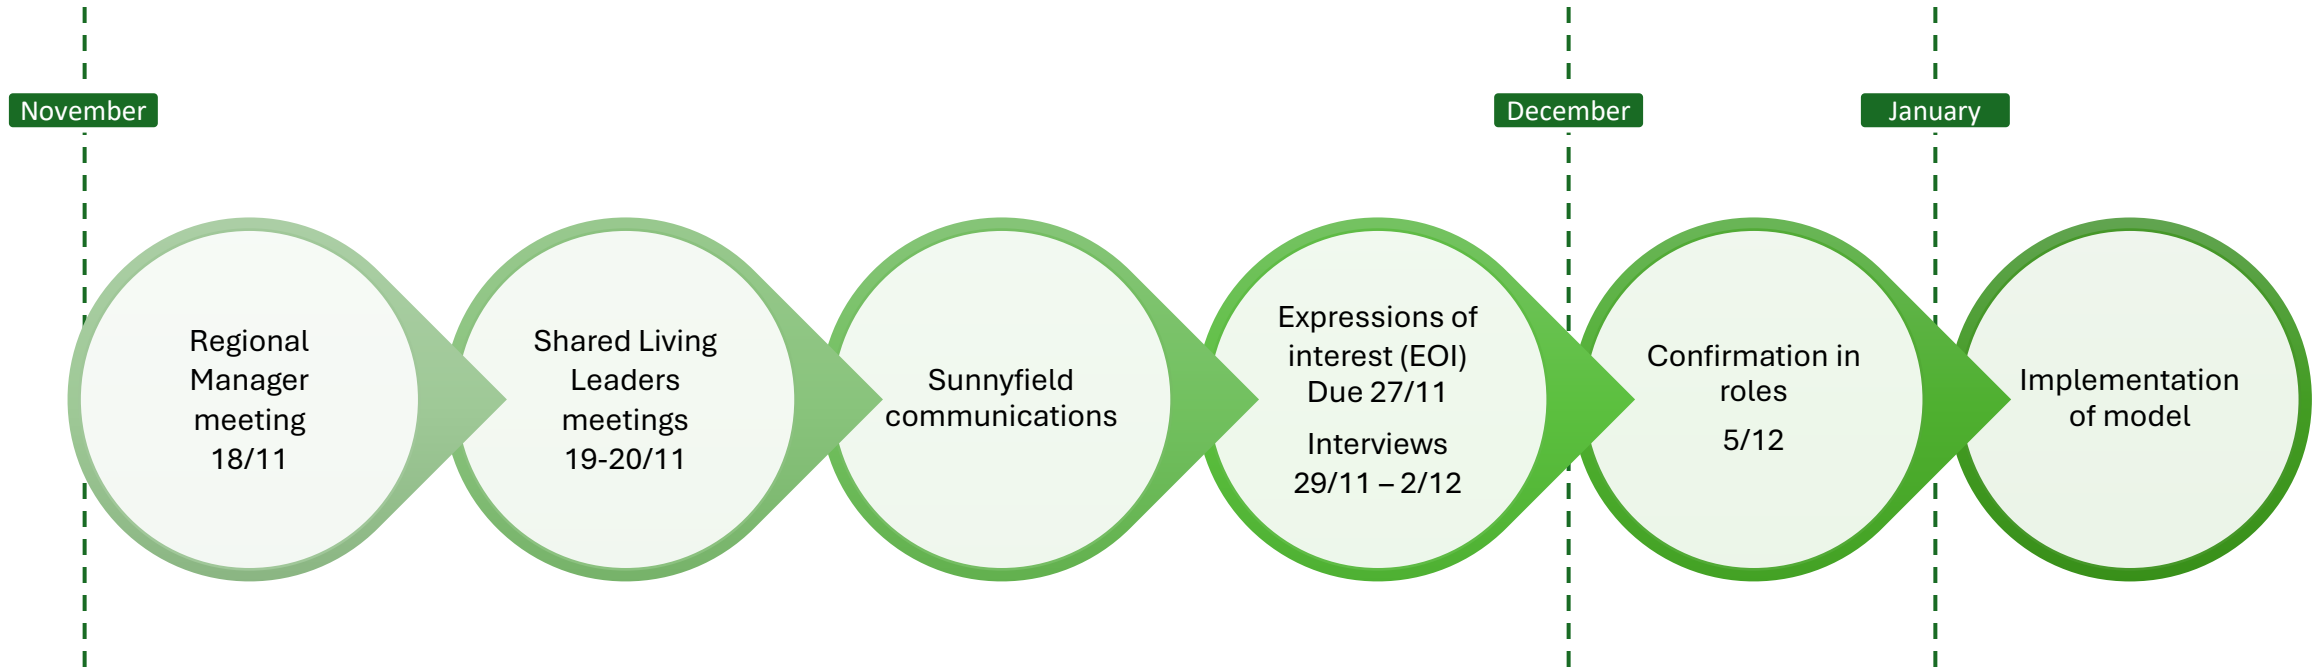 November
December
January
Regional
Manager
meeting
18/11
Shared Living
Leaders
meetings
19-20/11
Sunnyfield
communications
Expressions of
interest (EOI)
Due 27/11
Interviews
29/11 – 2/12
Confirmation in
roles
5/12
Implementation
of model